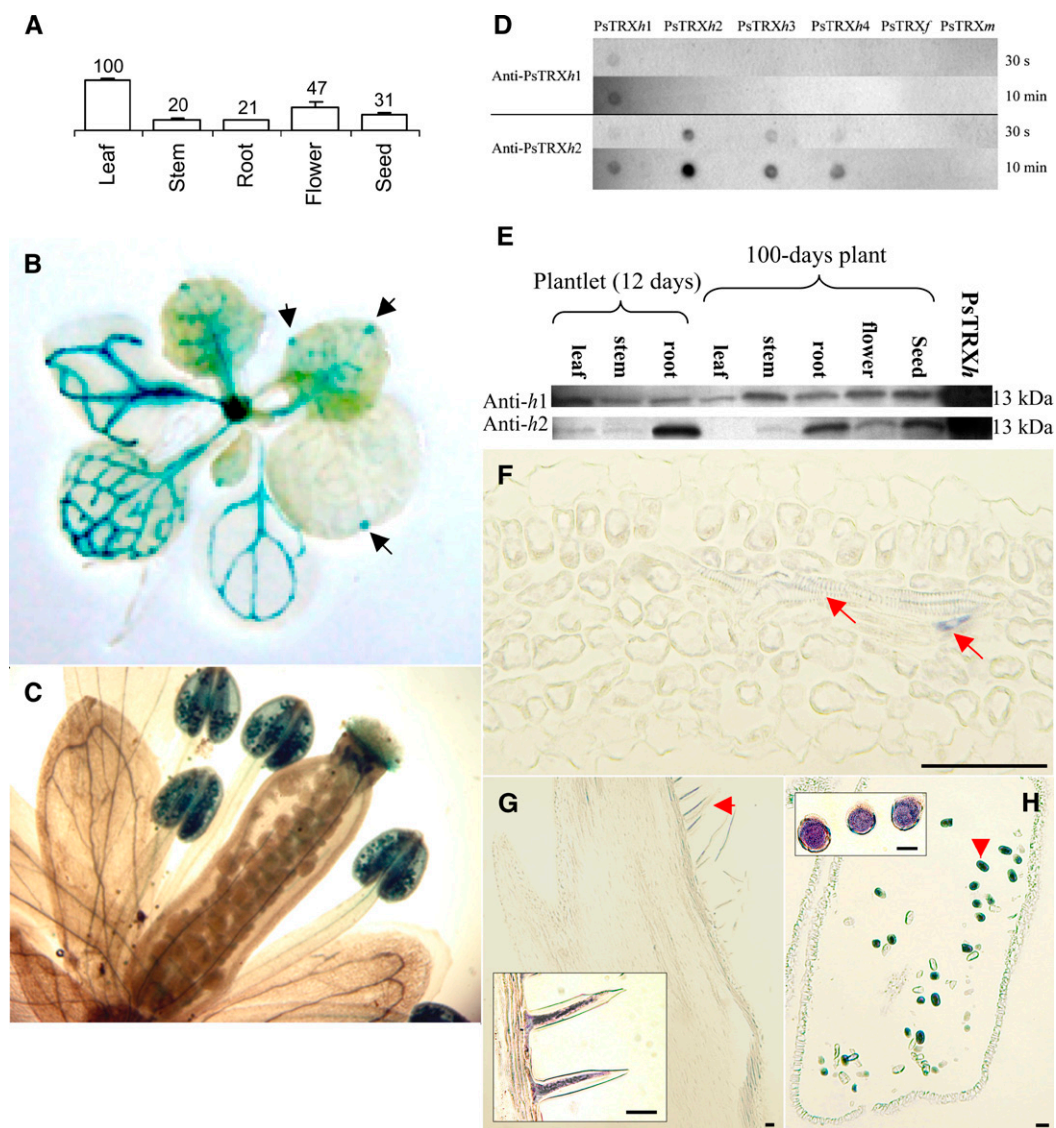 A
100
20
21
47
31
Leaf
Stem
Root
Flower
Seed
B
C
D
PsTRXh1 PsTRXh2 PsTRXh3 PsTRXh4 PsTRXf PsTRXm
Anti-PsTRXh1
30 s
10 min
Anti-PsTRXh2
30 s
10 min
E
100-days plant
Plantlet (12 days)
leaf
stem
root
leaf
stem
root
flower
Seed
PsTRXh
Anti-h1 13 kDa
Anti-h2 13 kDa
F
G
H